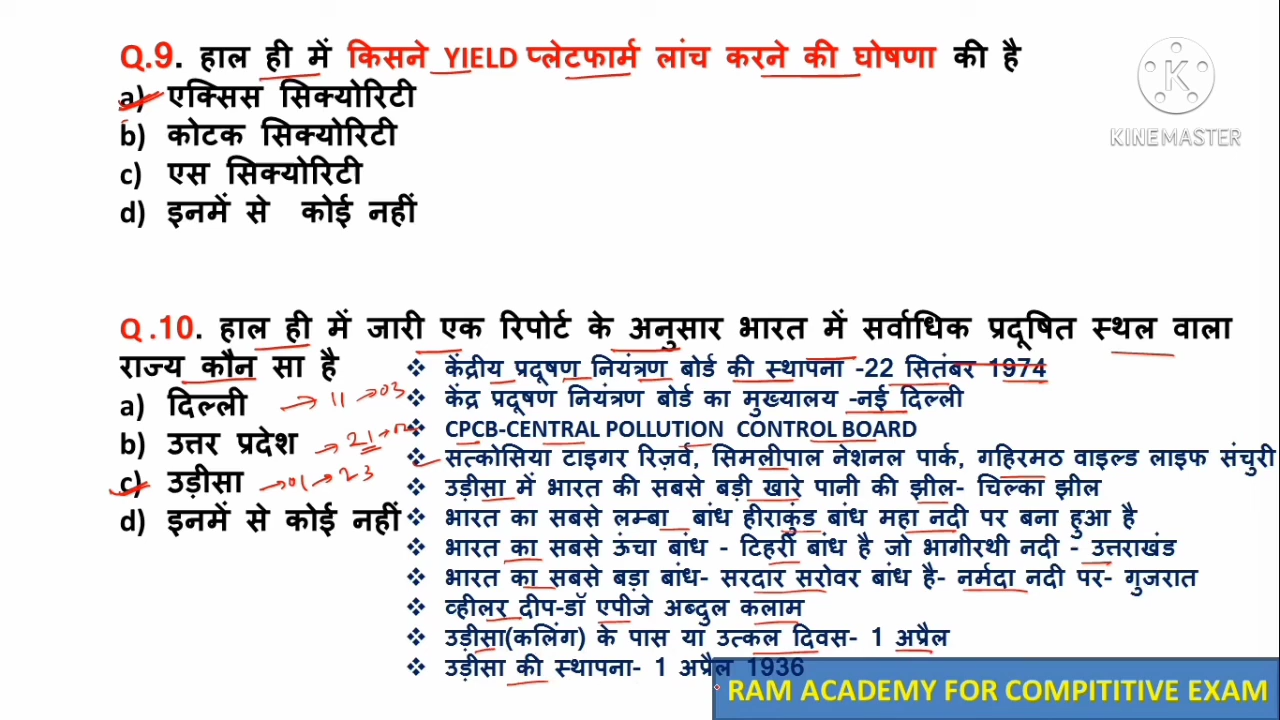 Q.9. हाल ही में किसने YIELD प्लेटफार्म लांच करने की घोषणा की है
a) एक्सिस सिक्योरिटी
b) कोटक सिक्योरिटी
c) एस सिक्योरिटी
d) इनमें से कोई नहीं
KINEMASTER
Q.10. हाल ही में जारी एक रिपोर्ट के अनुसार भारत में सर्वाधिक प्रदूषित स्थल वाला
राज्य कौन सा है
a) दिल्ली → 11 → 03
b) उत्तर प्रदेश → 21 →
c) उड़ीसा → 01 → 23
d) इनमें से कोई नहीं
❖ केंद्रीय प्रदूषण नियंत्रण बोर्ड की स्थापना -22 सितंबर 1974
❖ केंद्र प्रदूषण नियंत्रण बोर्ड का मुख्यालय -नई दिल्ली
❖ CPCB-CENTRAL POLLUTION CONTROL BOARD
❖ सत्कोसिया टाइगर रिज़र्व, सिमलीपाल नेशनल पार्क, गहिरमठ वाइल्ड लाइफ संचुरी
❖ उड़ीसा में भारत की सबसे बड़ी खारे पानी की झील- चिल्का झील
❖ भारत का सबसे लम्बा बांध हीराकुंड बांध महा नदी पर बना हुआ है
❖ भारत का सबसे ऊंचा बांध - टिहरी बांध है जो भागीरथी नदी - उत्तराखंड
❖ भारत का सबसे बड़ा बांध- सरदार सरोवर बांध है- नर्मदा नदी पर- गुजरात
❖ व्हीलर दीप-डॉ एपीजे अब्दुल कलाम
❖ उड़ीसा(कलिंग) के पास या उत्कल दिवस- 1 अप्रैल
❖ उड़ीसा की स्थापना- 1 अप्रैल 1936
RAM ACADEMY FOR COMPITITIVE EXAM